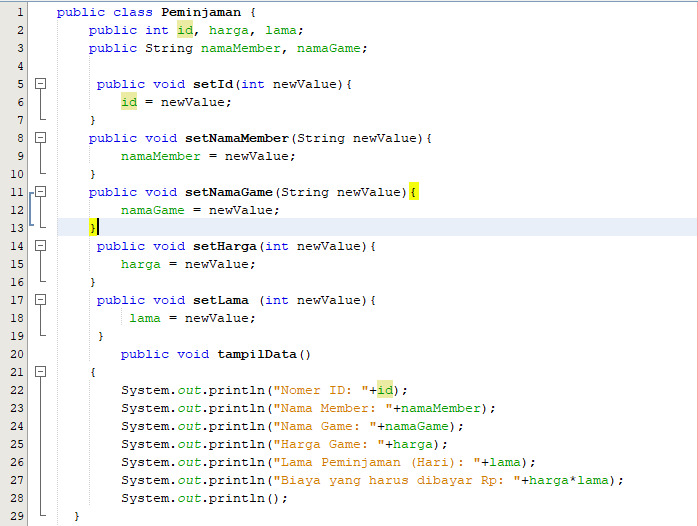 1 public class Peminjaman {
2 public int id, harga, lama;
3 public String namaMember, namaGame;
4
5 public void setId(int newValue){
6 id = newValue;
7 }
8 public void setNamaMember(String newValue){
9 namaMember = newValue;
10 }
11 public void setNamaGame(String newValue){
12 namaGame = newValue;
13 }
14 public void setHarga(int newValue){
15 harga = newValue;
16 }
17 public void setLama (int newValue){
18 lama = newValue;
19 }
20 public void tampilData()
21 {
22 System.out.println("Nomer ID: "+id);
23 System.out.println("Nama Member: "+namaMember);
24 System.out.println("Nama Game: "+namaGame);
25 System.out.println("Harga Game: "+harga);
26 System.out.println("Lama Peminjaman (Hari): "+lama);
27 System.out.println("Biaya yang harus dibayar Rp: "+harga*lama);
28 System.out.println();
29 }